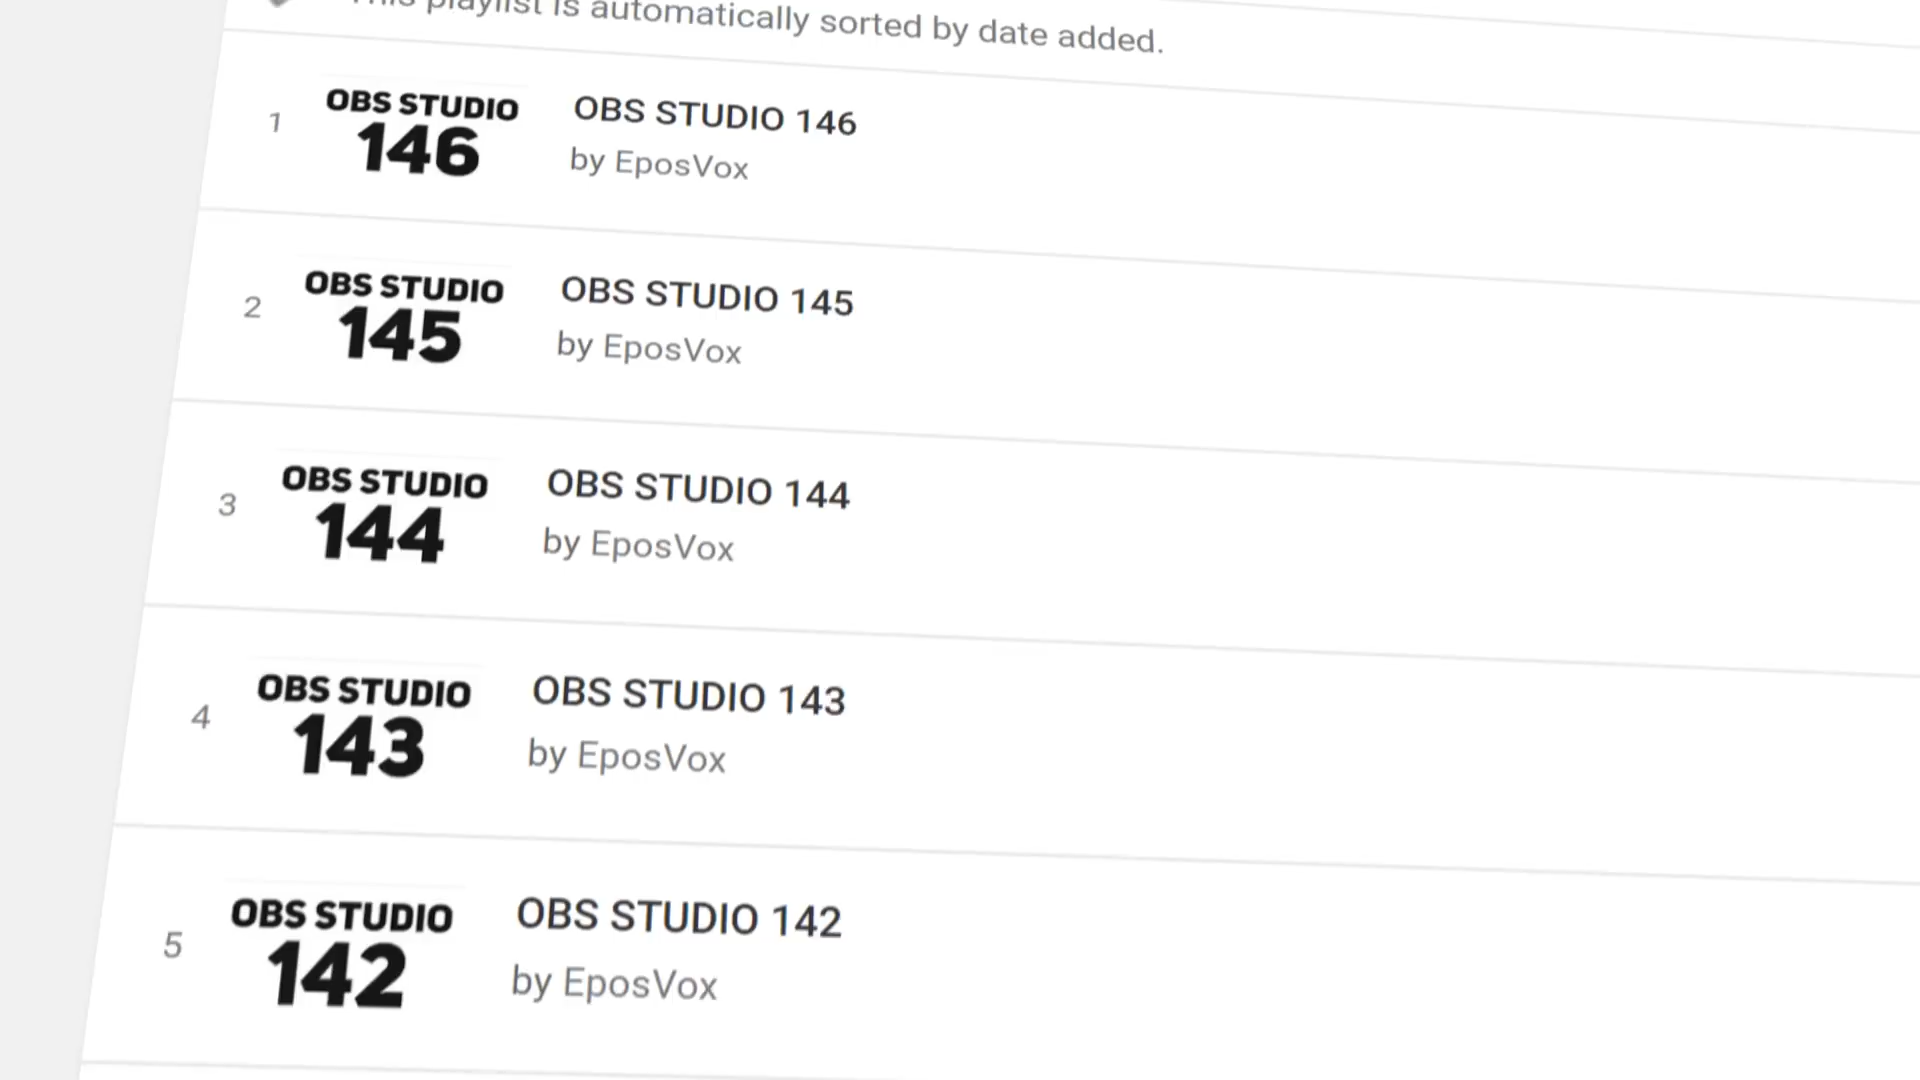 This playlist is automatically sorted by date added.
1
OBS STUDIO
146
OBS STUDIO 146
by EposVox
2
OBS STUDIO
145
OBS STUDIO 145
by EposVox
3
OBS STUDIO
144
OBS STUDIO 144
by EposVox
4
OBS STUDIO
143
OBS STUDIO 143
by EposVox
5
OBS STUDIO
142
OBS STUDIO 142
by EposVox